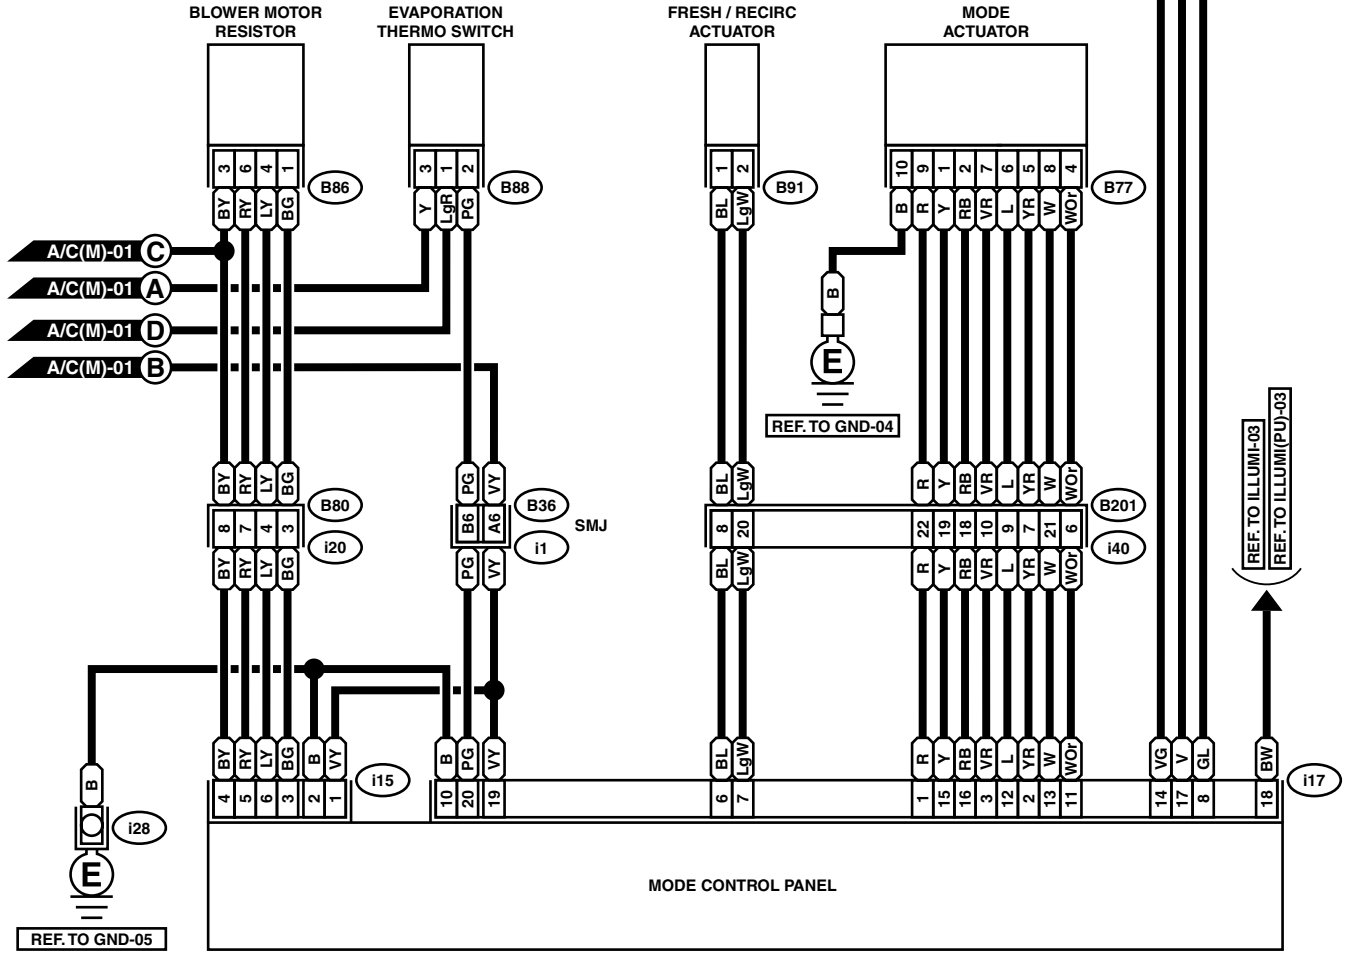 BLOWER MOTOR
RESISTOR
EVAPORATION
THERMO SWITCH
FRESH / RECIRC
ACTUATOR
MODE
ACTUATOR
3 6 4 1
B86
3 1 2
B88
1 2
B91
10 9 1 2 7 6 5 8 4
B77
BY RY LY BG
Y LgR PG
BL LgW
B R Y RB VR L YR W WOr
A/C(M)-01 C
A/C(M)-01 A
A/C(M)-01 D
A/C(M)-01 B
B
E
REF. TO GND-04
REF. TO ILLUMI-03
REF. TO ILLUMI(PU)-03
BY RY LY BG
PG VY
BL LgW
R Y RB VR L YR W WOr
B80
B36
B201
8 7 4 3
B6 A6
SMJ
8 20
22 19 18 10 9 7 21 6
i20
i1
i40
BY RY LY BG
PG VY
BL LgW
R Y RB VR L YR W WOr
BY RY LY BG B VY
B PG VY
BL LgW
R Y RB VR L YR W WOr
VG V GL
BW
i15
i17
4 5 6 3 2 1
10 20 19
6 7
1 15 16 3 12 2 13 11
14 17 8
18
B
i28
E
REF. TO GND-05
MODE CONTROL PANEL